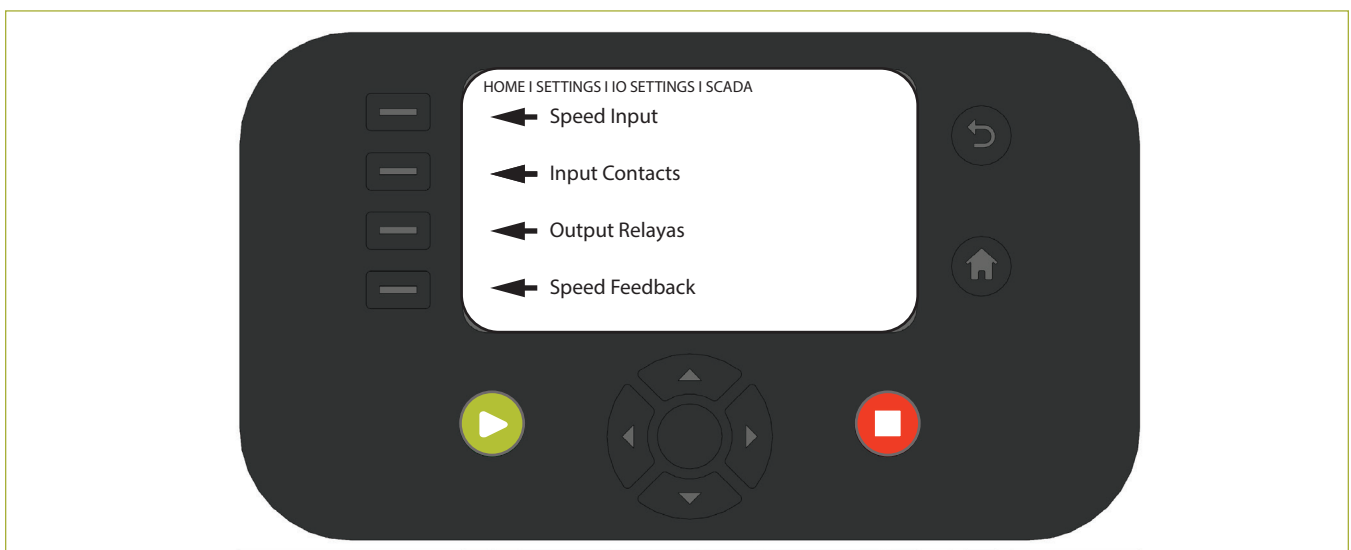 HOME I SETTINGS I IO SETTINGS I SCADA
Speed Input
Input Contacts
Output Relayas
Speed Feedback